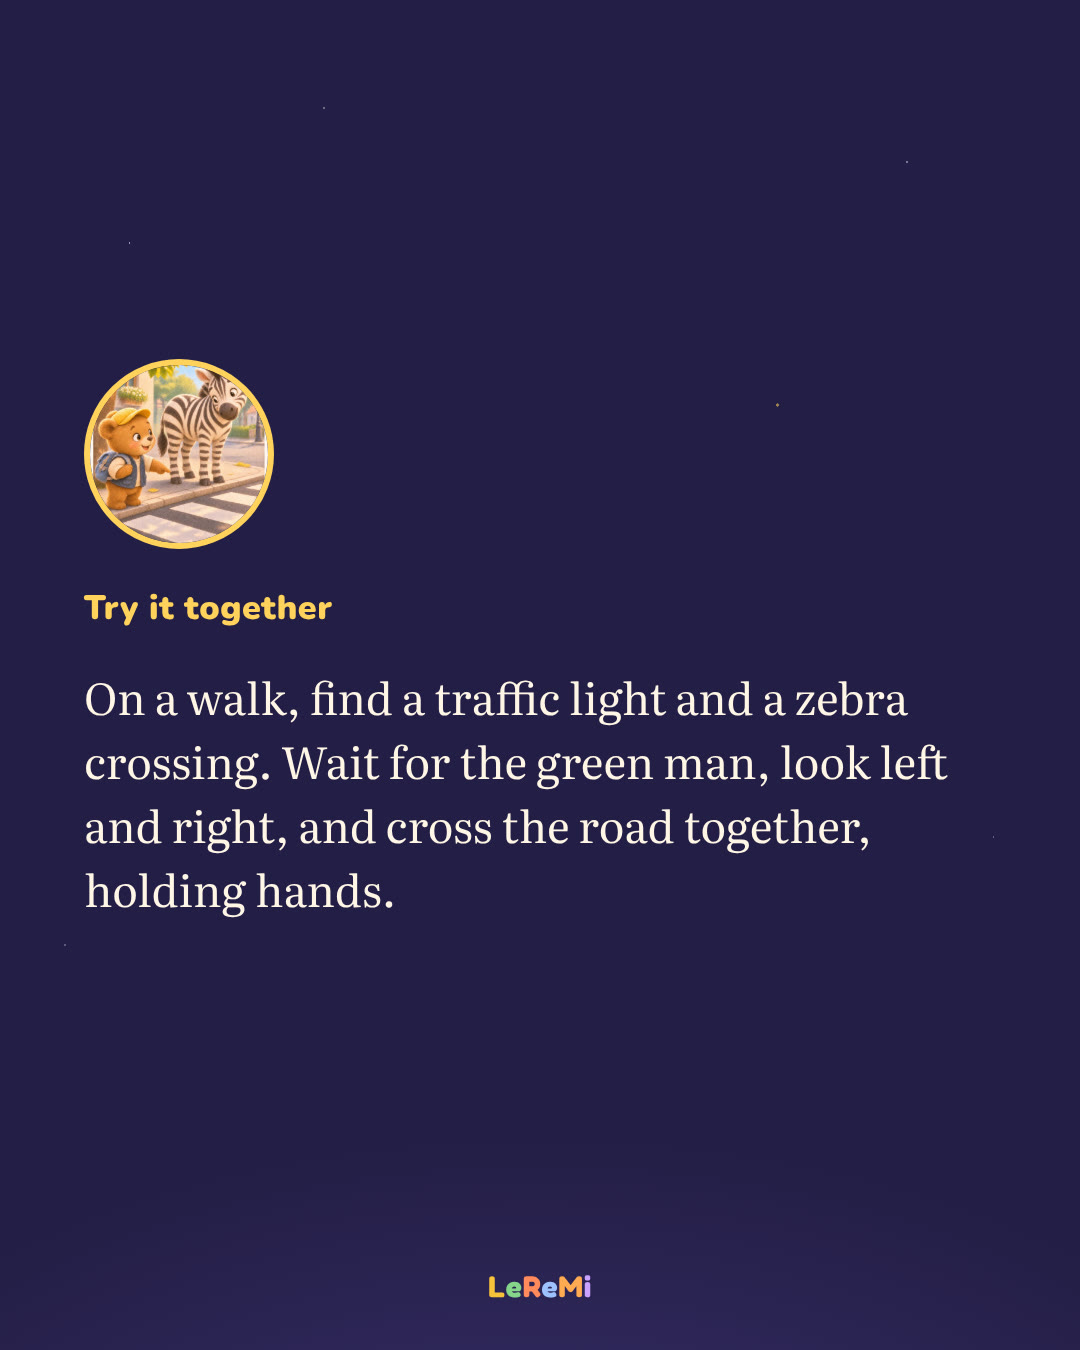 Try it together
On a walk, find a traffic light and a zebra
crossing. Wait for the green man, look left
and right, and cross the road together,
holding hands.
LeReMi